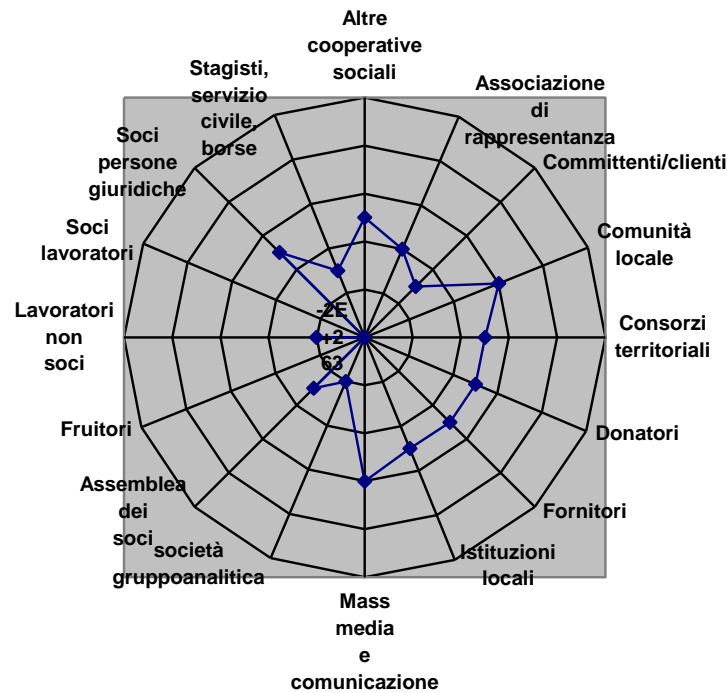 Altre
cooperative
sociali
Associazione
di
rappresentanza
Committenti/clienti
Comunità
locale
Consorzi
territoriali
Donatori
Fornitori
Istituzioni
locali
Mass
media
e
comunicazione
società
gruppoanalitica
Assemblea
dei
soci
Fruitori
Lavoratori
non
soci
Soci
lavoratori
Soci
persone
giuridiche
Stagisti,
servizio
civile,
borse
-2E
+2
63